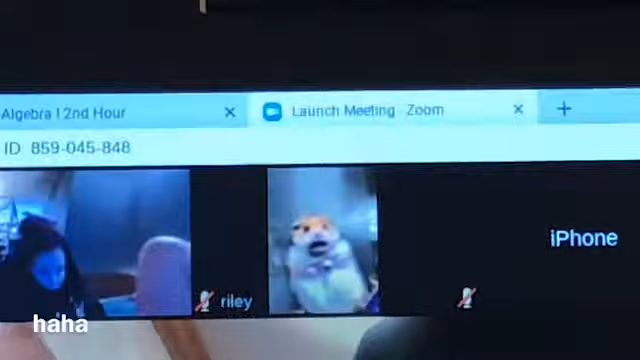 Algebra I 2nd Hour
Launch Meeting - Zoom
ID: 859-045-848
riley
iPhone
haha